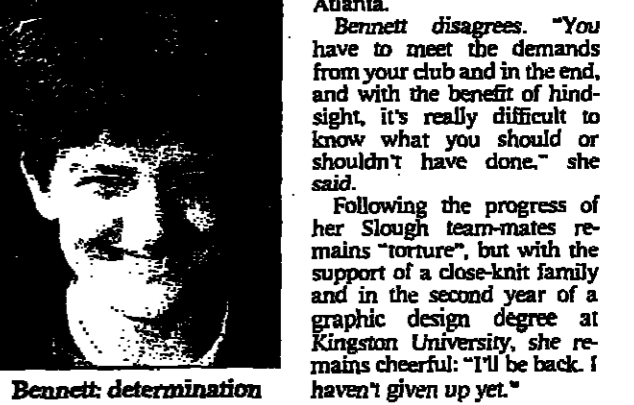 Atlanta.
Bennett disagrees. "You
have to meet the demands
from your club and in the end,
and with the benefit of hind-
sight, it's really difficult to
know what you should or
shouldn't have done," she
said.
Following the progress of
her Slough team-mates re-
mains "torture", but with the
support of a close-knit family
and in the second year of a
graphic design degree at
Kingston University, she re-
mains cheerful: "I'll be back. I
haven't given up yet."
Bennett: determination